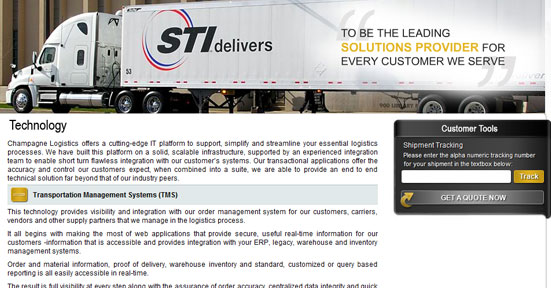 STI delivers
53
TO BE THE LEADING
SOLUTIONS PROVIDER FOR
EVERY CUSTOMER WE SERVE
Technology
Champagne Logistics offers a cutting-edge IT platform to support, simplify and streamline your essential logistics
processes. We have built this platform on a solid, scalable infrastructure, supported by an experienced integration
team to enable short turn flawless integration with our customer's systems. Our transactional applications offer the
accuracy and control our customers expect, when combined into a suite, we are able to provide an end to end
technical solution far beyond that of our industry peers.
Transportation Management Systems (TMS)
This technology provides visibility and integration with our order management system for our customers, carriers,
vendors and other supply partners that we manage in the logistics process.
It all begins with making the most of web applications that provide secure, useful real-time information for our
customers -information that is accessible and provides integration with your ERP, legacy, warehouse and inventory
management systems.
Order and material information, proof of delivery, warehouse inventory and standard, customized or query based
reporting is all easily accessible in real-time.
The result is full visibility at every step along with the assurance of order accuracy, centralized data integrity and quick
Customer Tools
Shipment Tracking
Please enter the alpha numeric tracking number
for your shipment in the textbox below:
Track
GET A QUOTE NOW